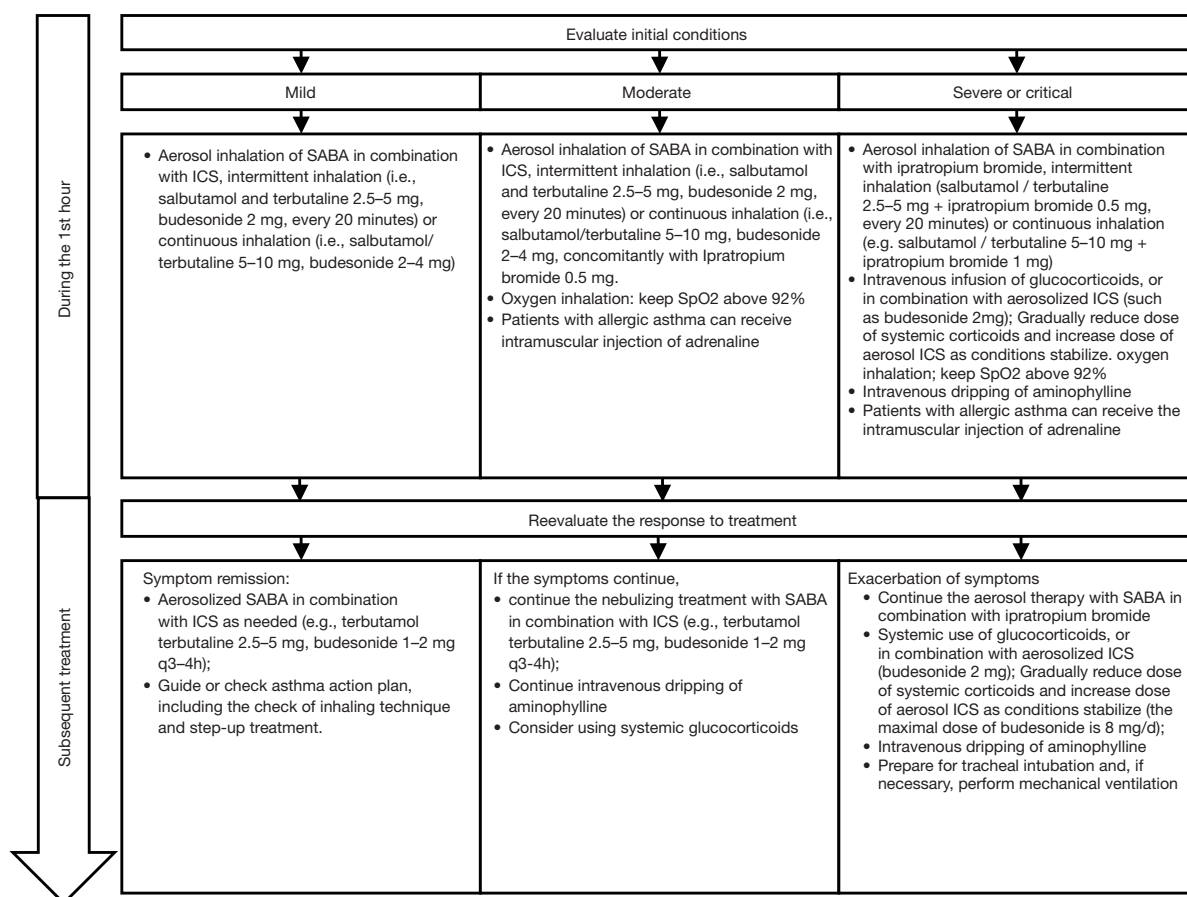 During the 1st hour
Evaluate initial conditions
Mild
Moderate
Severe or critical
• Aerosol inhalation of SABA in combination
with ICS, intermittent inhalation (i.e.,
salbutamol and terbutaline 2.5–5 mg,
budesonide 2 mg, every 20 minutes) or
continuous inhalation (i.e., salbutamol/
terbutaline 5–10 mg, budesonide 2–4 mg)
• Aerosol inhalation of SABA in combination with
ICS, intermittent inhalation (i.e., salbutamol
and terbutaline 2.5–5 mg, budesonide 2 mg,
every 20 minutes) or continuous inhalation (i.e.,
salbutamol/terbutaline 5–10 mg, budesonide
2–4 mg, concomitantly with Ipratropium
bromide 0.5 mg.
• Oxygen inhalation: keep SpO2 above 92%
• Patients with allergic asthma can receive
intramuscular injection of adrenaline
• Aerosol inhalation of SABA in combination
with ipratropium bromide, intermittent
inhalation (salbutamol / terbutaline
2.5–5 mg + ipratropium bromide 0.5 mg,
every 20 minutes) or continuous inhalation
(e.g. salbutamol / terbutaline 5–10 mg +
ipratropium bromide 1 mg)
• Intravenous infusion of glucocorticoids, or
in combination with aerosolized ICS (such
as budesonide 2mg); Gradually reduce dose
of systemic corticoids and increase dose of
aerosol ICS as conditions stabilize. oxygen
inhalation; keep SpO2 above 92%
• Intravenous dripping of aminophylline
• Patients with allergic asthma can receive the
intramuscular injection of adrenaline
Subsequent treatment
Reevaluate the response to treatment
Symptom remission:
• Aerosolized SABA in combination
with ICS as needed (e.g., terbutamol
terbutaline 2.5–5 mg, budesonide 1–2 mg
q3–4h);
• Guide or check asthma action plan,
including the check of inhaling technique
and step-up treatment.
If the symptoms continue,
• continue the nebulizing treatment with SABA
in combination with ICS (e.g., terbutamol
terbutaline 2.5–5 mg, budesonide 1–2 mg
q3-4h);
• Continue intravenous dripping of
aminophylline
• Consider using systemic glucocorticoids
Exacerbation of symptoms
• Continue the aerosol therapy with SABA in
combination with ipratropium bromide
• Systemic use of glucocorticoids, or
in combination with aerosolized ICS
(budesonide 2 mg); Gradually reduce dose
of systemic corticoids and increase dose
of aerosol ICS as conditions stabilize (the
maximal dose of budesonide is 8 mg/d);
• Intravenous dripping of aminophylline
• Prepare for tracheal intubation and, if
necessary, perform mechanical ventilation